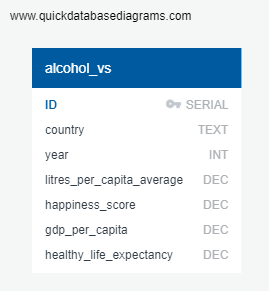 www.quickdatabasediagrams.com
alcohol_vs
ID SERIAL
country TEXT
year INT
litres_per_capita_average DEC
happiness_score DEC
gdp_per_capita DEC
healthy_life_expectancy DEC